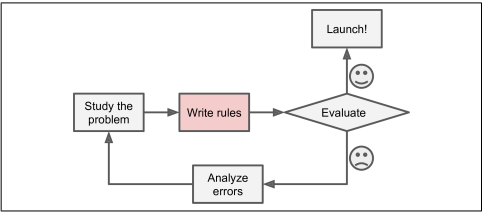 Launch!
Study the
problem
Write rules
Evaluate
Analyze
errors